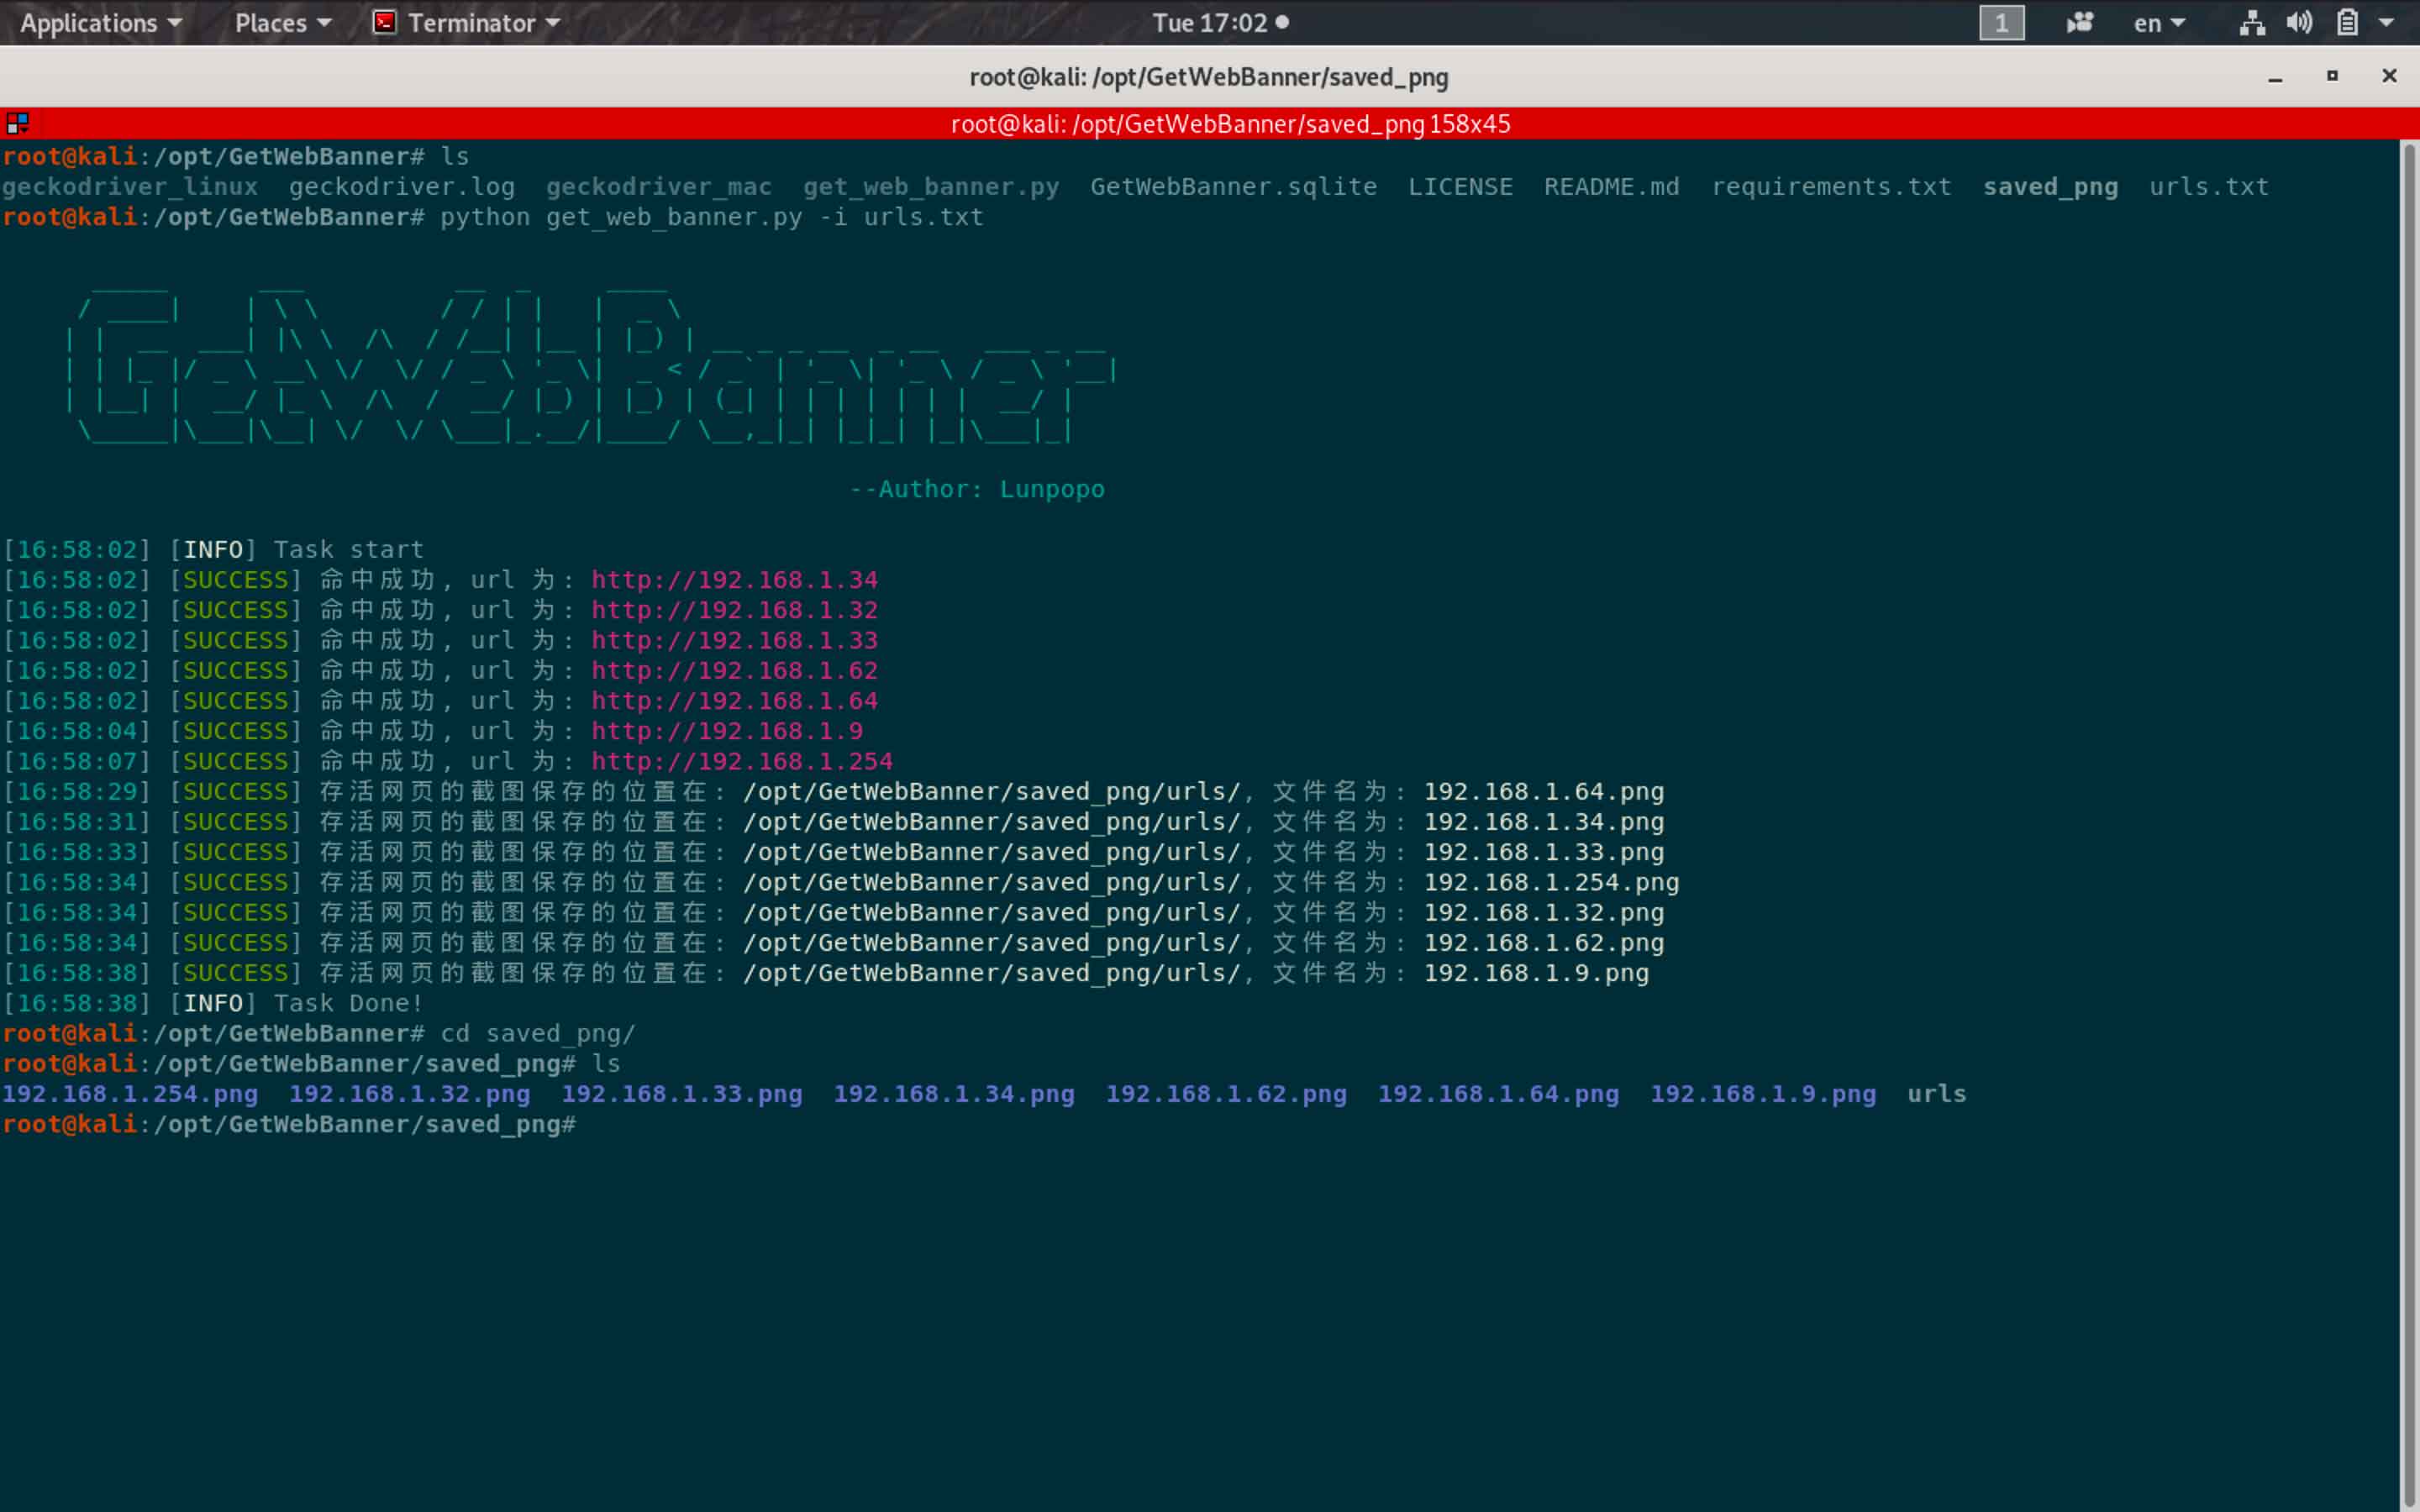 Applications Places Terminator Tue 17:02 1 en
root@kali: /opt/GetWebBanner/saved_png
root@kali: /opt/GetWebBanner/saved_png 158x45
root@kali:/opt/GetWebBanner# ls
geckodriver_linux geckodriver.log geckodriver_mac get_web_banner.py GetWebBanner.sqlite LICENSE README.md requirements.txt saved_png urls.txt
root@kali:/opt/GetWebBanner# python get_web_banner.py -i urls.txt
GetWebBanner
--Author: Lunpopo
[16:58:02] [INFO] Task start
[16:58:02] [SUCCESS] 命中成功, url 为: http://192.168.1.34
[16:58:02] [SUCCESS] 命中成功, url 为: http://192.168.1.32
[16:58:02] [SUCCESS] 命中成功, url 为: http://192.168.1.33
[16:58:02] [SUCCESS] 命中成功, url 为: http://192.168.1.62
[16:58:02] [SUCCESS] 命中成功, url 为: http://192.168.1.64
[16:58:04] [SUCCESS] 命中成功, url 为: http://192.168.1.9
[16:58:07] [SUCCESS] 命中成功, url 为: http://192.168.1.254
[16:58:29] [SUCCESS] 存活网页的截图保存的位置在: /opt/GetWebBanner/saved_png/urls/, 文件名为: 192.168.1.64.png
[16:58:31] [SUCCESS] 存活网页的截图保存的位置在: /opt/GetWebBanner/saved_png/urls/, 文件名为: 192.168.1.34.png
[16:58:33] [SUCCESS] 存活网页的截图保存的位置在: /opt/GetWebBanner/saved_png/urls/, 文件名为: 192.168.1.33.png
[16:58:34] [SUCCESS] 存活网页的截图保存的位置在: /opt/GetWebBanner/saved_png/urls/, 文件名为: 192.168.1.254.png
[16:58:34] [SUCCESS] 存活网页的截图保存的位置在: /opt/GetWebBanner/saved_png/urls/, 文件名为: 192.168.1.32.png
[16:58:34] [SUCCESS] 存活网页的截图保存的位置在: /opt/GetWebBanner/saved_png/urls/, 文件名为: 192.168.1.62.png
[16:58:38] [SUCCESS] 存活网页的截图保存的位置在: /opt/GetWebBanner/saved_png/urls/, 文件名为: 192.168.1.9.png
[16:58:38] [INFO] Task Done!
root@kali:/opt/GetWebBanner# cd saved_png/
root@kali:/opt/GetWebBanner/saved_png# ls
192.168.1.254.png 192.168.1.32.png 192.168.1.33.png 192.168.1.34.png 192.168.1.62.png 192.168.1.64.png 192.168.1.9.png urls
root@kali:/opt/GetWebBanner/saved_png#